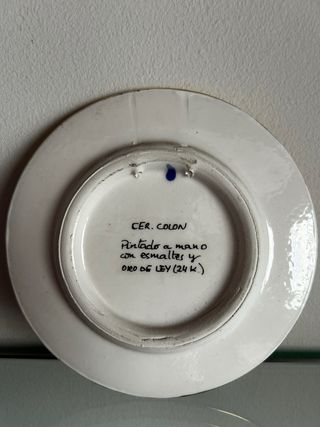 CER. COLON
Pintado a mano
con esmaltes y
ORO DE LEY (24 K.)